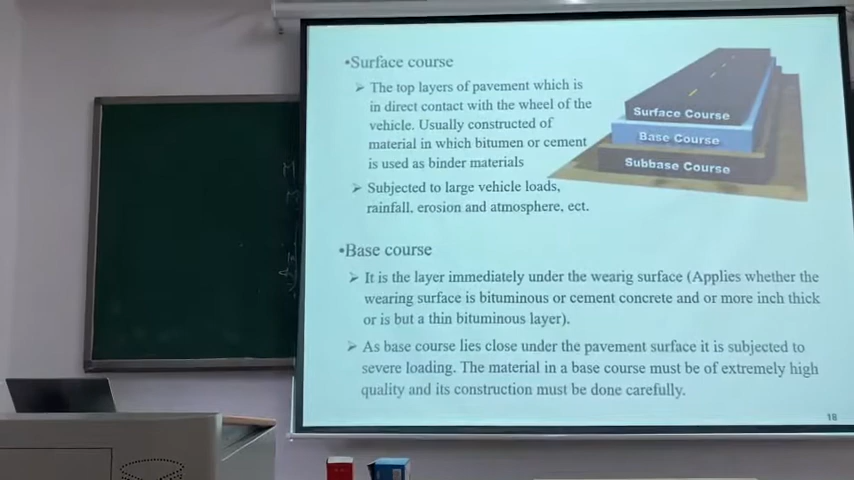 •Surface course
➢ The top layers of pavement which is
in direct contact with the wheel of the
vehicle. Usually constructed of
material in which bitumen or cement
is used as binder materials
➢ Subjected to large vehicle loads,
rainfall, erosion and atmosphere, ect.
Surface Course
Base Course
Subbase Course
•Base course
➢ It is the layer immediately under the wearig surface (Applies whether the
wearing surface is bituminous or cement concrete and or more inch thick
or is but a thin bituminous layer).
➢ As base course lies close under the pavement surface it is subjected to
severe loading. The material in a base course must be of extremely high
quality and its construction must be done carefully.
18